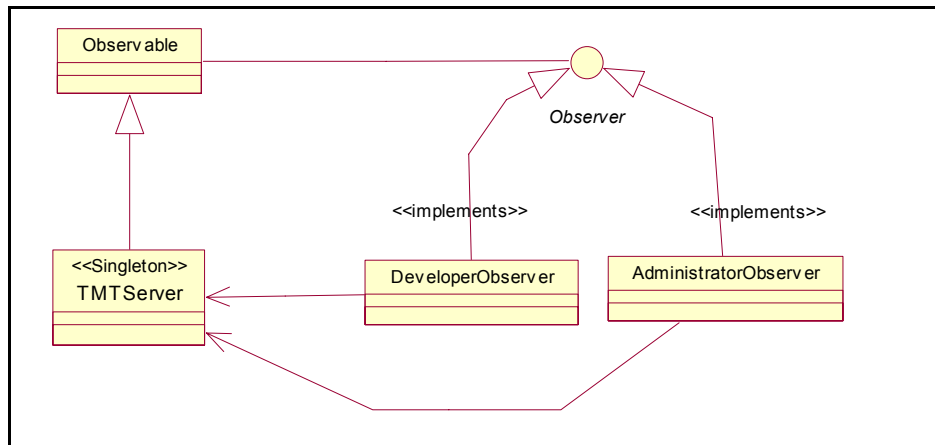 Observable
Observer
<<implements>>
<<implements>>
<<Singleton>>
TMTServer
DeveloperObserver
AdministratorObserver